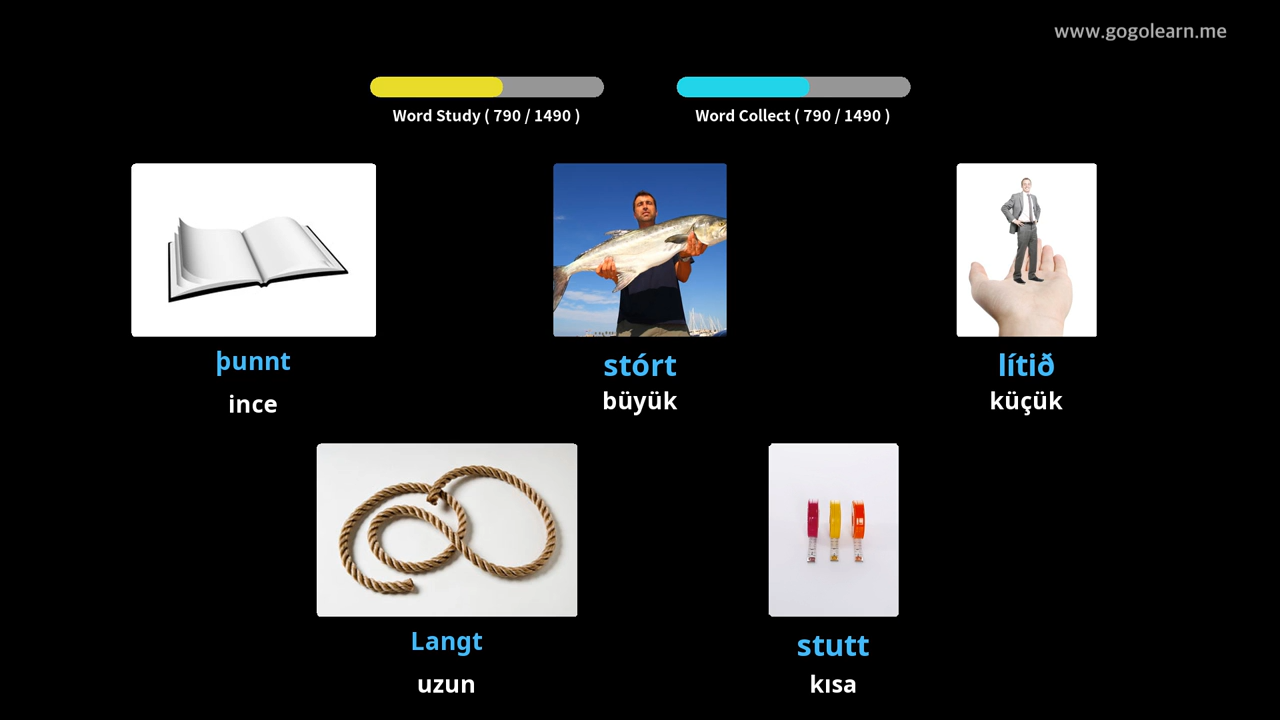 www.gogolearn.me
Word Study ( 790 / 1490 )
Word Collect ( 790 / 1490 )
þunnt
ince
stórt
büyük
lítið
küçük
Langt
uzun
stutt
kısa